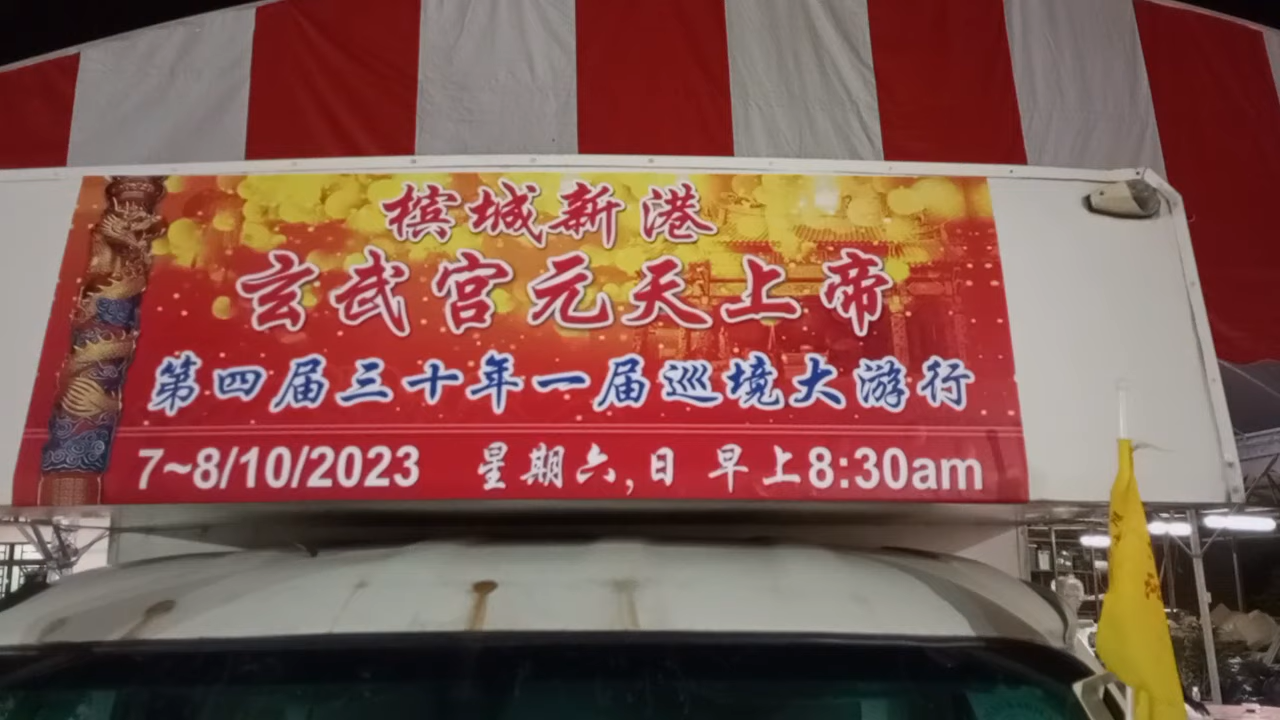 槟城新港
玄武宫元天上帝
第四届三十年一届巡境大游行
7~8/10/2023 星期六,日 早上8:30am